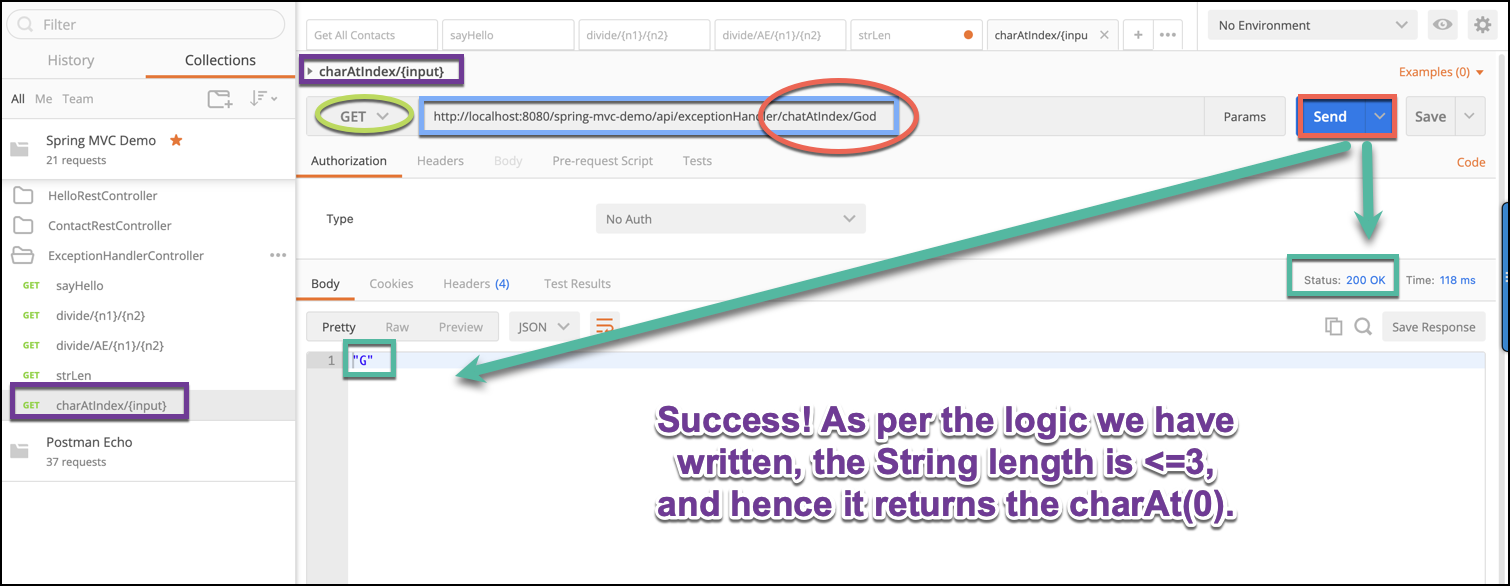 Filter
History Collections
All Me Team
Spring MVC Demo
21 requests
HelloRestController
ContactRestController
ExceptionHandlerController
GET sayHello
GET divide/{n1}/{n2}
GET divide/AE/{n1}/{n2}
GET strLen
GET charAtIndex/{input}
Postman Echo
37 requests
Get All Contacts sayHello divide/{n1}/{n2} divide/AE/{n1}/{n2} strLen charAtIndex/{inpu
No Environment
charAtIndex/{input}
Examples (0)
GET http://localhost:8080/spring-mvc-demo/api/exceptionHandler/chatAtIndex/God Params Send Save
Authorization Headers Body Pre-request Script Tests Code
Type No Auth
Body Cookies Headers (4) Test Results Status: 200 OK Time: 118 ms
Pretty Raw Preview JSON Save Response
1 "G"
Success! As per the logic we have
written, the String length is <=3,
and hence it returns the charAt(0).